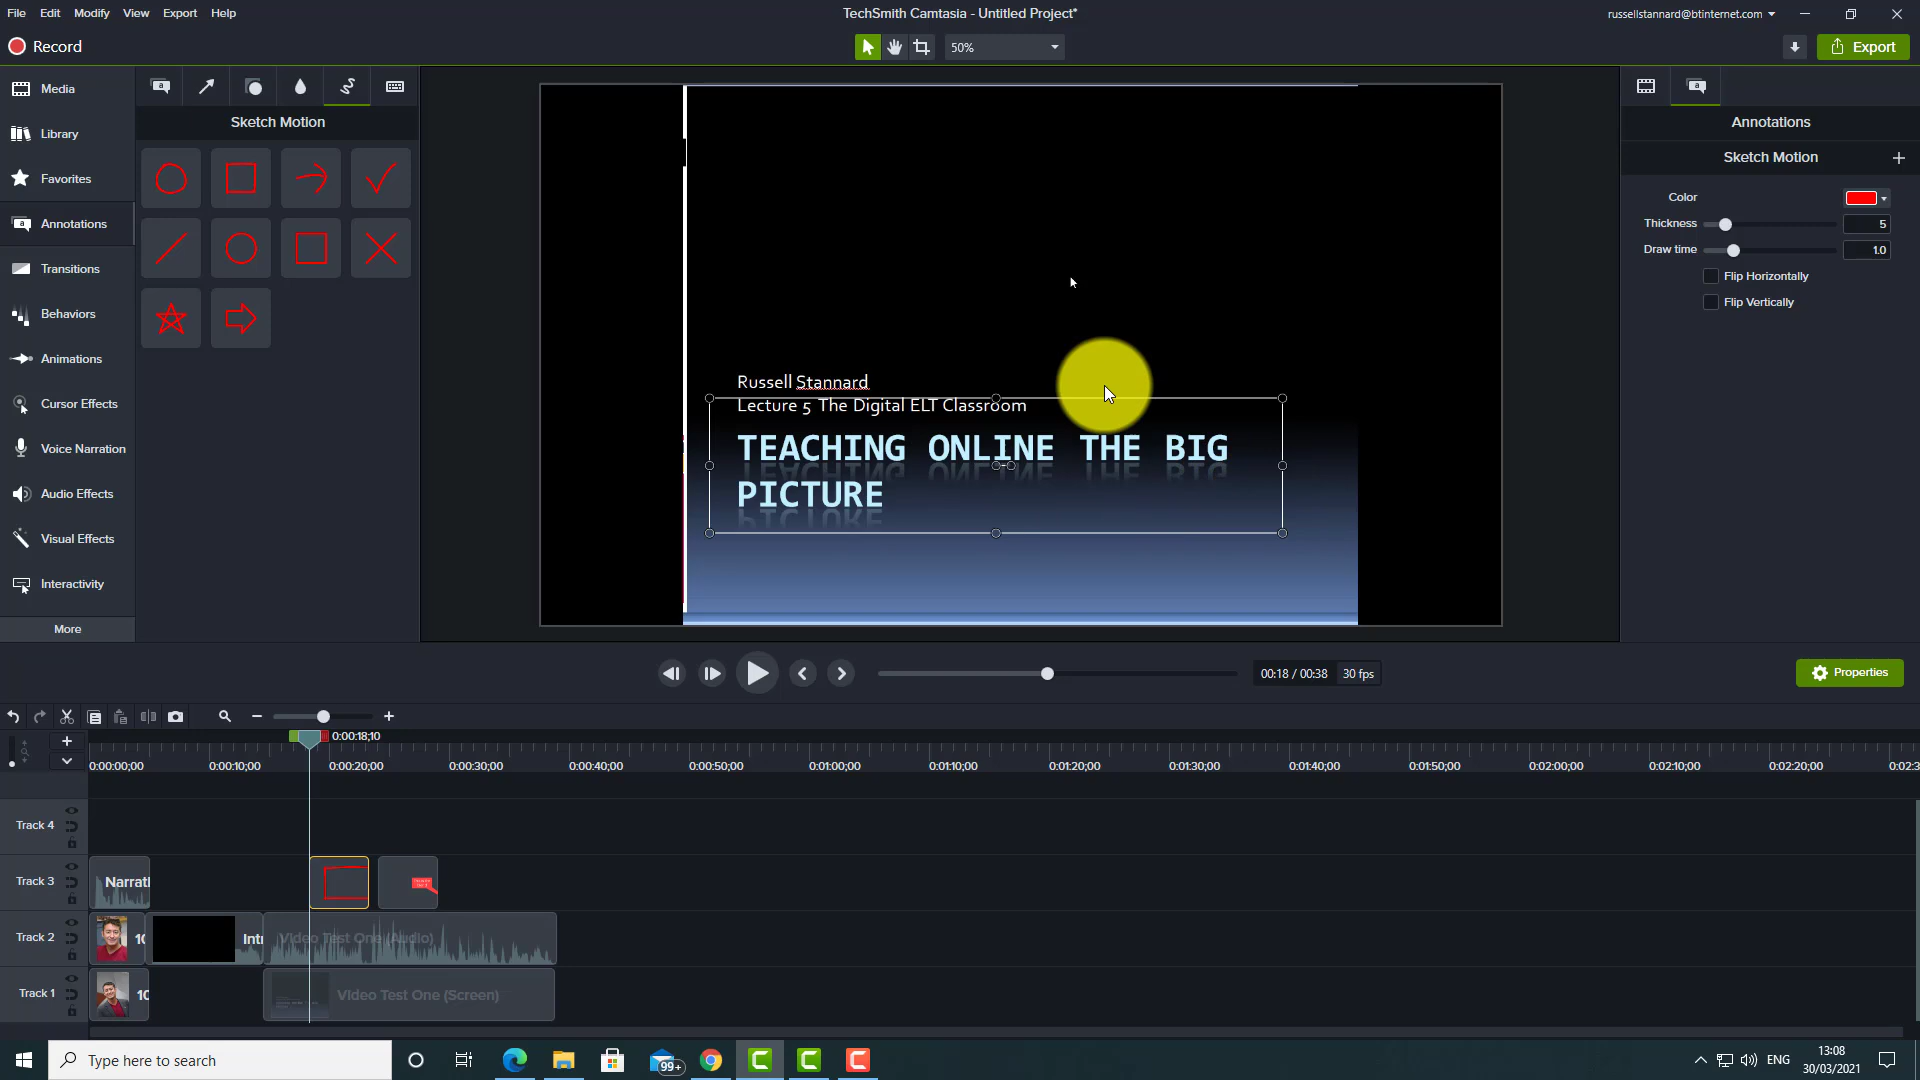 File Edit Modify View Export Help
TechSmith Camtasia - Untitled Project*
russellstannard@btinternet.com
Record
50%
Export
Media
Library
Favorites
Annotations
Transitions
Behaviors
Animations
Cursor Effects
Voice Narration
Audio Effects
Visual Effects
Interactivity
More
Sketch Motion
Russell Stannard
Lecture 5 The Digital ELT Classroom
TEACHING ONLINE THE BIG
PICTURE
Annotations
Sketch Motion
Color
Thickness 5
Draw time 1.0
Flip Horizontally
Flip Vertically
00:18 / 00:38 30 fps
Properties
0:00:18;10
0:00:00;00 0:00:10;00 0:00:20;00 0:00:30;00 0:00:40;00 0:00:50;00 0:01:00;00 0:01:10;00 0:01:20;00 0:01:30;00 0:01:40;00 0:01:50;00 0:02:00;00 0:02:10;00 0:02:20;00 0:02:3
Track 4
Track 3 Narrati
Track 2 10 Intr Video Test One (Audio)
Track 1 10 Video Test One (Screen)
Type here to search
99+
ENG
13:08
30/03/2021